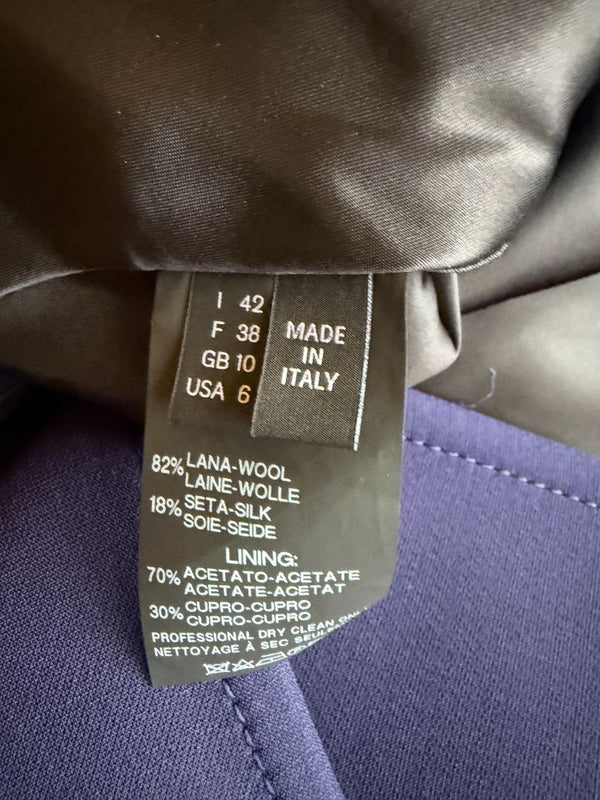 I 42
F 38
GB 10
USA 6
MADE
IN
ITALY
82% LANA-WOOL
LAINE-WOLLE
18% SETA-SILK
SOIE-SEIDE
LINING:
70% ACETATO-ACETATE
ACETATE-ACETAT
30% CUPRO-CUPRO
CUPRO-CUPRO
PROFESSIONAL DRY CLEAN
NETTOYAGE À SEC